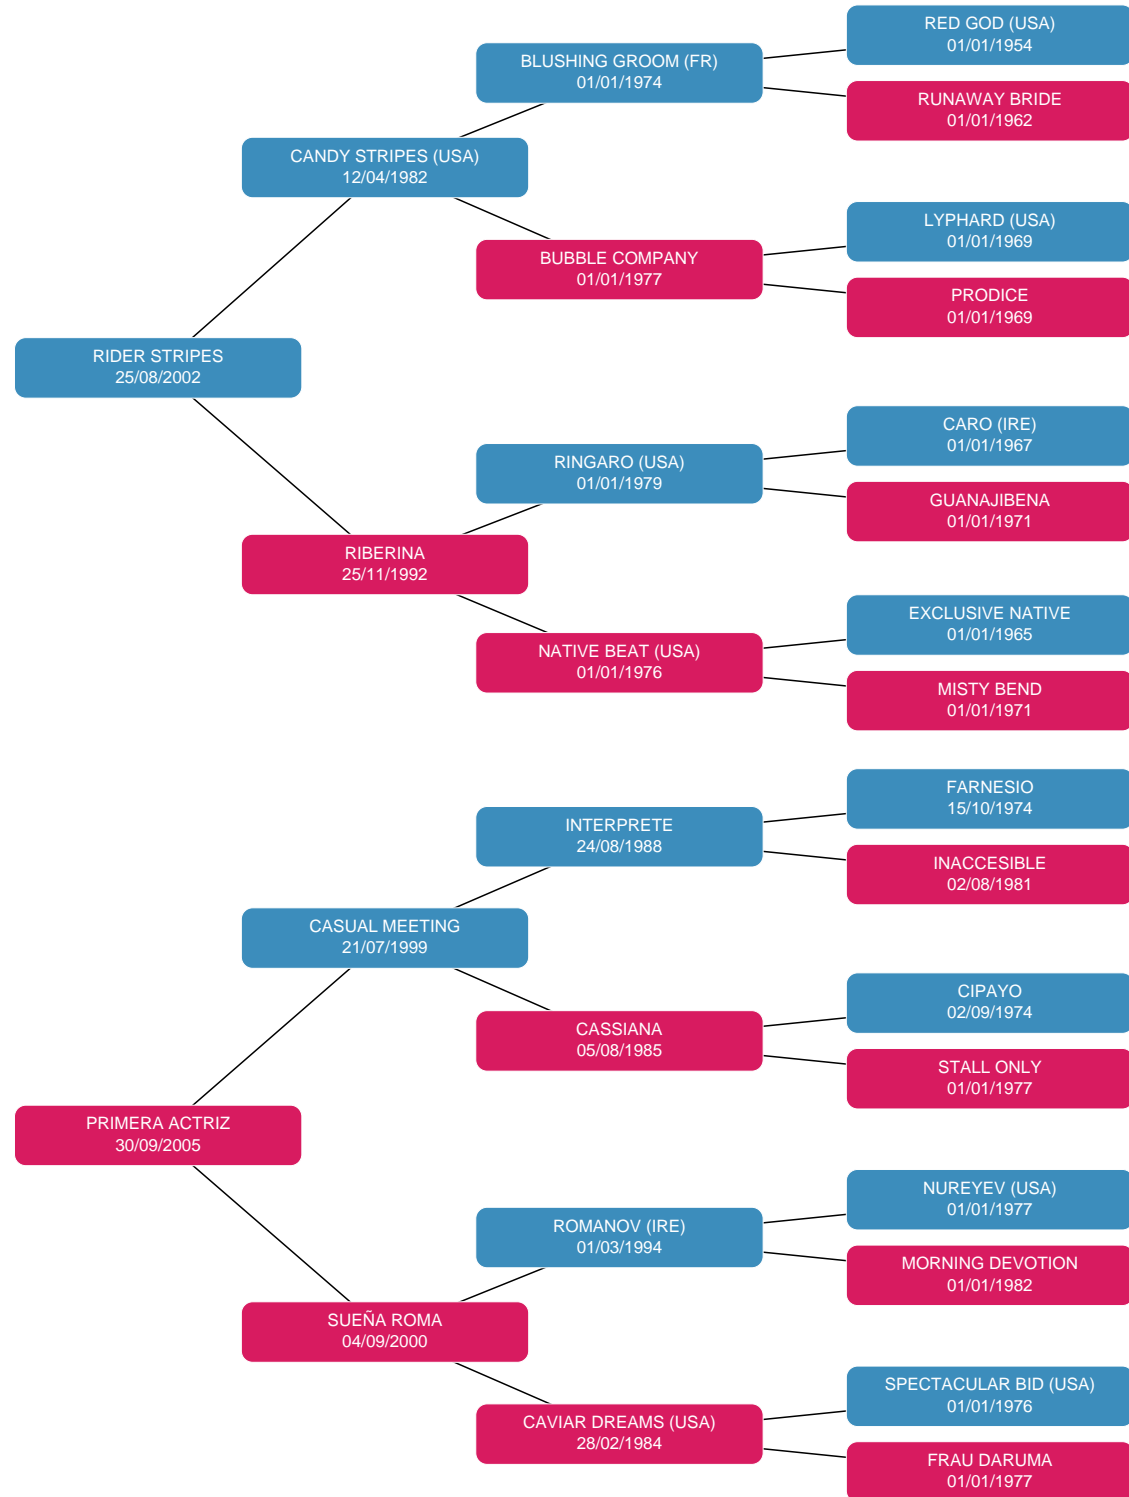 RED GOD (USA)
01/01/1954
BLUSHING GROOM (FR)
01/01/1974
RUNAWAY BRIDE
01/01/1962
CANDY STRIPES (USA)
12/04/1982
LYPHARD (USA)
01/01/1969
BUBBLE COMPANY
01/01/1977
PRODICE
01/01/1969
RIDER STRIPES
25/08/2002
CARO (IRE)
01/01/1967
RINGARO (USA)
01/01/1979
GUANAJIBENA
01/01/1971
RIBERINA
25/11/1992
EXCLUSIVE NATIVE
01/01/1965
NATIVE BEAT (USA)
01/01/1976
MISTY BEND
01/01/1971
FARNESIO
15/10/1974
INTERPRETE
24/08/1988
INACCESIBLE
02/08/1981
CASUAL MEETING
21/07/1999
CIPAYO
02/09/1974
CASSIANA
05/08/1985
STALL ONLY
01/01/1977
PRIMERA ACTRIZ
30/09/2005
NUREYEV (USA)
01/01/1977
ROMANOV (IRE)
01/03/1994
MORNING DEVOTION
01/01/1982
SUEÑA ROMA
04/09/2000
SPECTACULAR BID (USA)
01/01/1976
CAVIAR DREAMS (USA)
28/02/1984
FRAU DARUMA
01/01/1977